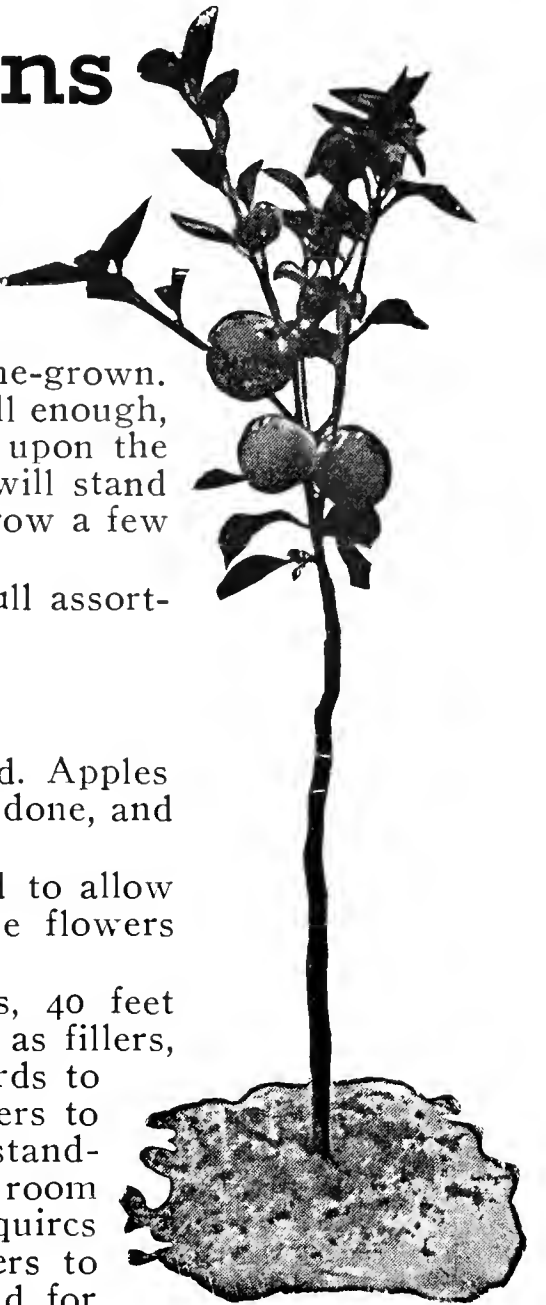 ns
ne-grown.
ll enough,
upon the
will stand
row a few
ull assort-
d. Apples
done, and
l to allow
e flowers
s, 40 feet
as fillers,
rds to
ers to
stand-
room
quires
ers to
d for